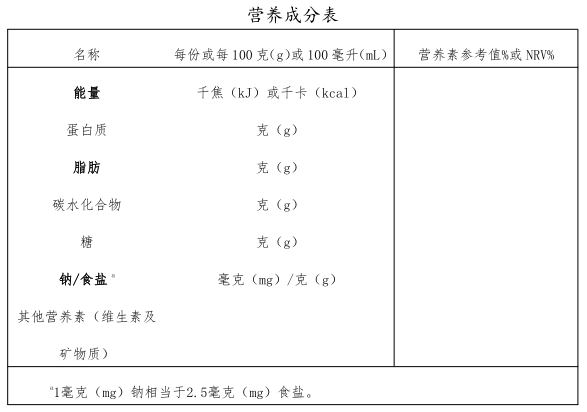 营养成分表
名称 每份或每100克(g)或100毫升(mL) 营养素参考值%或NRV%
能量 千焦（kJ）或千卡（kcal）
蛋白质 克（g）
脂肪 克（g）
碳水化合物 克（g）
糖 克（g）
钠/食盐a 毫克（mg）/克（g）
其他营养素（维生素及
矿物质）
a1毫克（mg）钠相当于2.5毫克（mg）食盐。